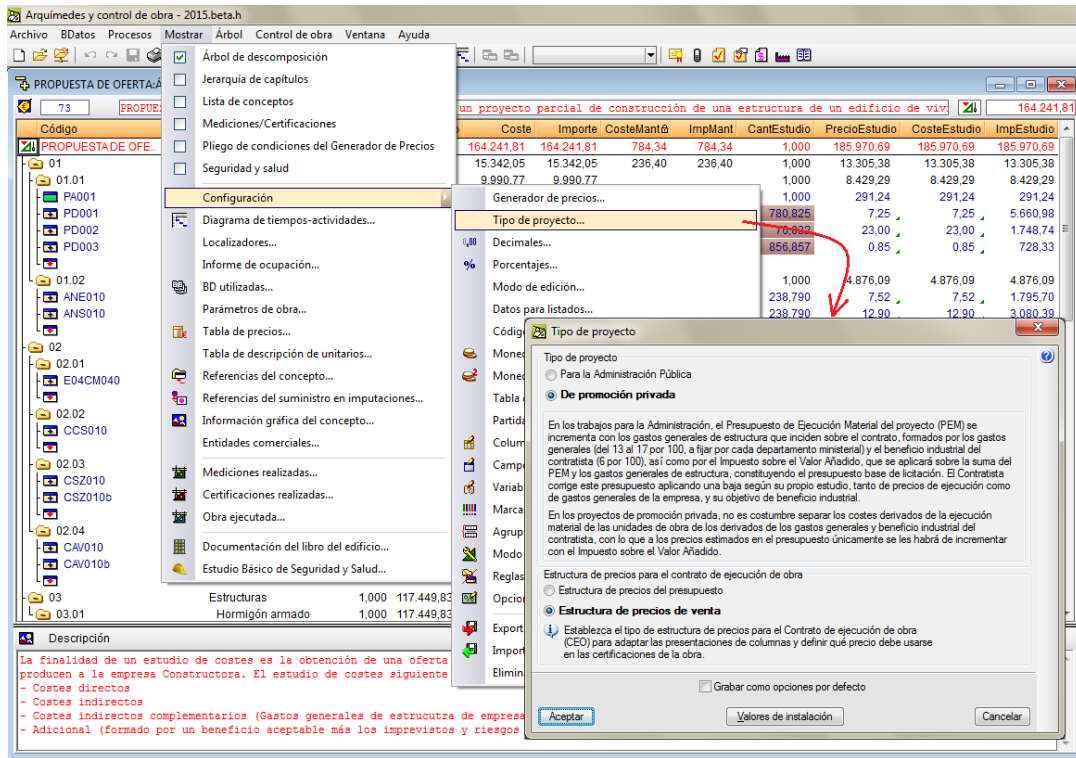 Arquímedes y control de obra - 2015.beta.h
Archivo BDatos Procesos Mostrar Árbol Control de obra Ventana Ayuda
PROPUESTA DE OFERTA:
73 PROPUE un proyecto parcial de construcción de una estructura de un edificio de viv: 164.241,81
Código Coste Importe CosteMant ImpMant CantEstudio PrecioEstudio CosteEstudio ImpEstudio
PROPUESTA DE OFE.. 164.241,81 164.241,81 784,34 784,34 1,000 185.970,69 185.970,69 185.970,69
01 15.342,05 15.342,05 236,40 236,40 1,000 13.305,38 13.305,38 13.305,38
01.01 9.990,77 9.990,77 1,000 8.429,29 8.429,29 8.429,29
PA001 1,000 291,24 291,24 291,24
PD001 780,825 7,25 7,25 5.660,98
PD002 76,032 23,00 23,00 1.748,74
PD003 856,857 0,85 0,85 728,33
01.02 1,000 4.876,09 4.876,09 4.876,09
ANE010 238,790 7,52 7,52 1.795,70
ANS010 238,790 12,90 12,90 3.080,39
02
02.01
E04CM040
02.02
CCS010
02.03
CSZ010
CSZ010b
02.04
CAV010
CAV010b
03 Estructuras 1,000 117.449,83
03.01 Hormigón armado 1,000 117.449,83
Árbol de descomposición
Jerarquía de capítulos
Lista de conceptos
Mediciones/Certificaciones
Pliego de condiciones del Generador de Precios
Seguridad y salud
Configuración
Diagrama de tiempos-actividades...
Localizadores...
Informe de ocupación...
BD utilizadas...
Parámetros de obra...
Tabla de precios...
Tabla de descripción de unitarios...
Referencias del concepto...
Referencias del suministro en imputaciones...
Información gráfica del concepto...
Entidades comerciales...
Mediciones realizadas...
Certificaciones realizadas...
Obra ejecutada...
Documentación del libro del edificio...
Estudio Básico de Seguridad y Salud...
Generador de precios...
Tipo de proyecto...
0,00 Decimales...
% Porcentajes...
Modo de edición...
Datos para listados...
Código
Moned
Moned
Tabla
Partida
Colum
Campo
Variab
Marca
Agrup
Modo
Reglas
Opcion
Export
Import
Elimin
Tipo de proyecto
Tipo de proyecto
Para la Administración Pública
De promoción privada
En los trabajos para la Administración, el Presupuesto de Ejecución Material del proyecto (PEM) se
incrementa con los gastos generales de estructura que inciden sobre el contrato, formados por los gastos
generales (del 13 al 17 por 100, a fijar por cada departamento ministerial) y el beneficio industrial del
contratista (6 por 100), así como por el Impuesto sobre el Valor Añadido, que se aplicará sobre la suma del
PEM y los gastos generales de estructura, constituyendo el presupuesto base de licitación. El Contratista
corrige este presupuesto aplicando una baja según su propio estudio, tanto de precios de ejecución como
de gastos generales de la empresa, y su objetivo de beneficio industrial.
En los proyectos de promoción privada, no es costumbre separar los costes derivados de la ejecución
material de las unidades de obra de los derivados de los gastos generales y beneficio industrial del
contratista, con lo que a los precios estimados en el presupuesto únicamente se les habrá de incrementar
con el Impuesto sobre el Valor Añadido.
Estructura de precios para el contrato de ejecución de obra
Estructura de precios del presupuesto
Estructura de precios de venta
Establezca el tipo de estructura de precios para el Contrato de ejecución de obra
(CEO) para adaptar las presentaciones de columnas y definir qué precio debe usarse
en las certificaciones de la obra.
Grabar como opciones por defecto
Aceptar Valores de instalación Cancelar
Descripción
La finalidad de un estudio de costes es la obtención de una oferta
producen a la empresa Constructora. El estudio de costes siguiente
- Costes directos
- Costes indirectos
- Costes indirectos complementarios (Gastos generales de estrucutra de empresa
- Adicional (formado por un beneficio aceptable más los imprevistos y riesgos